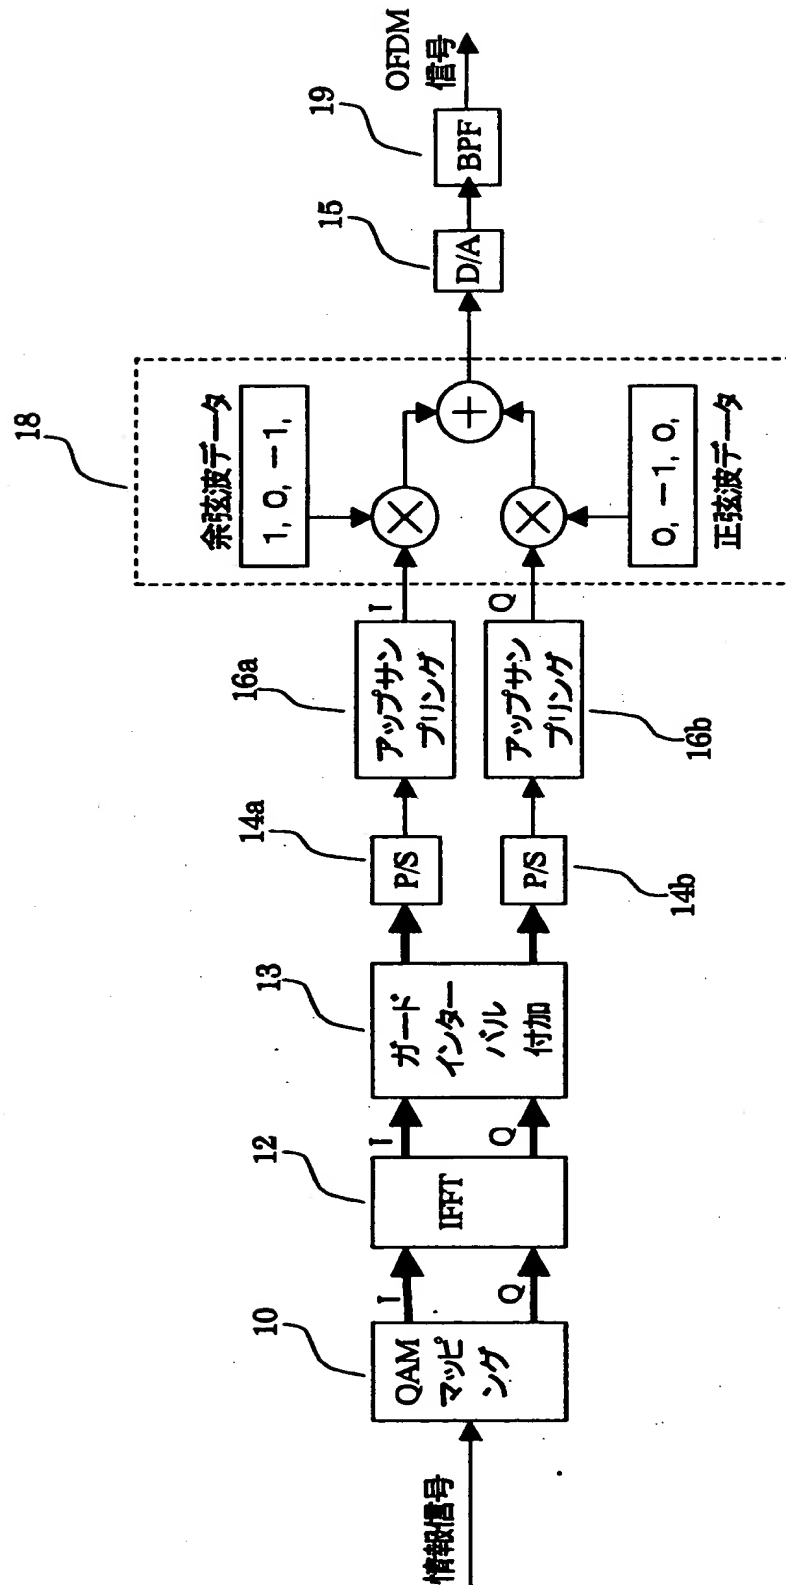 情報信号
10
QAM
マッピ
ング
I
Q
12
IFFT
I
Q
13
ガード
インター
バル
付加
14a
P/S
P/S
14b
16a
アップサン
プリング
アップサン
プリング
16b
I
Q
18
余弦波データ
1, 0, −1,
×
×
+
0, −1, 0,
正弦波データ
15
D/A
19
BPF
OFDM
信号